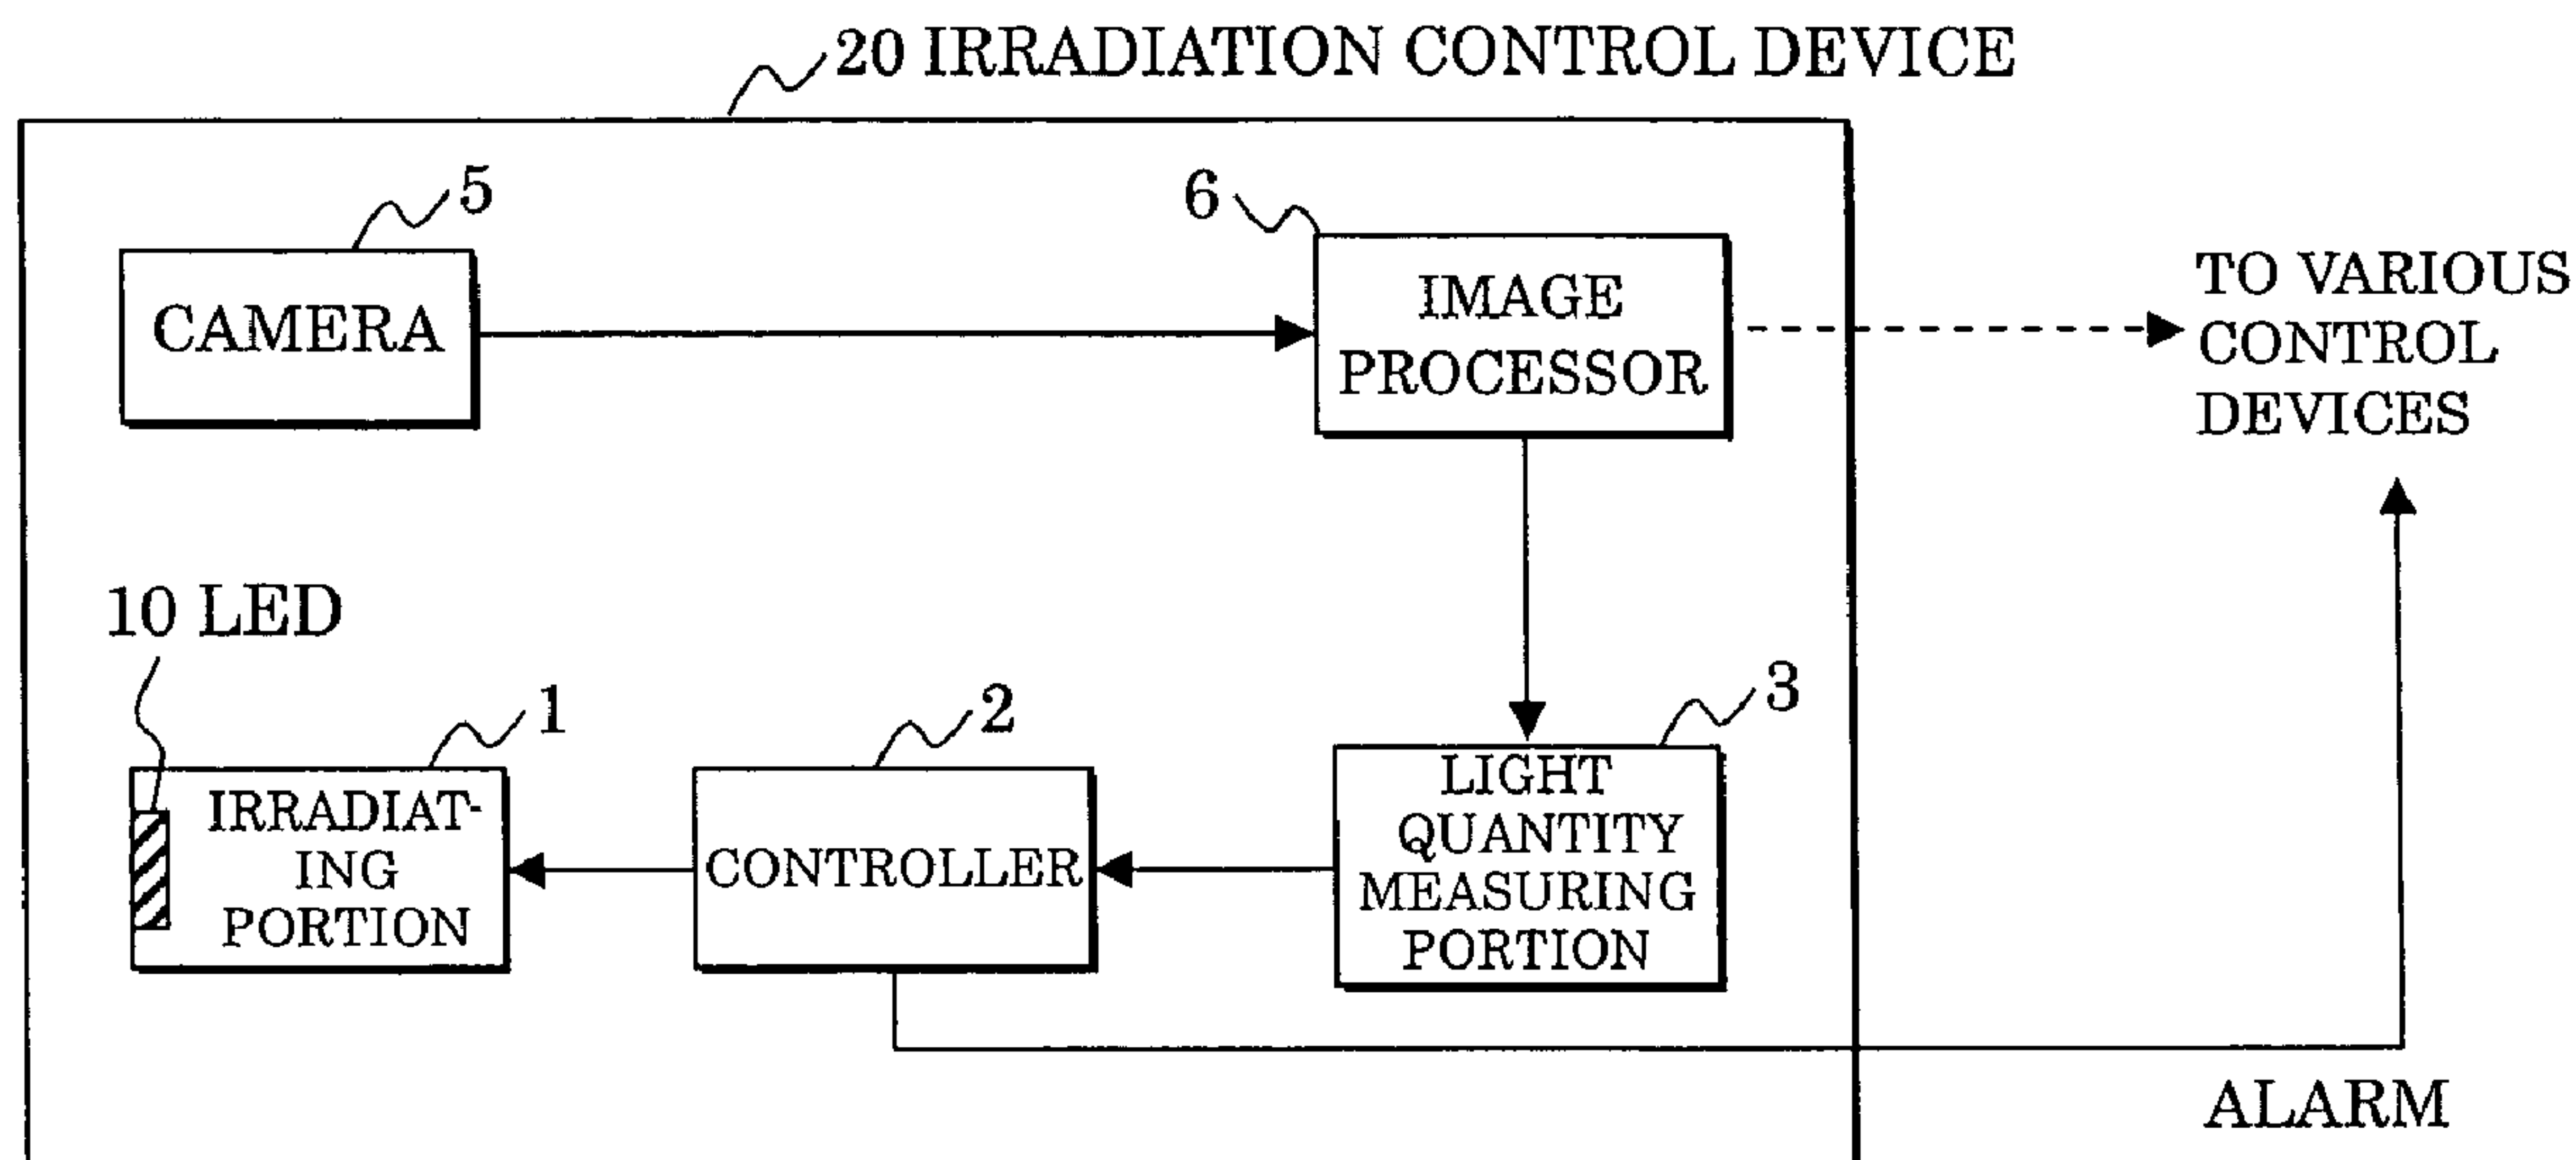 20 IRRADIATION CONTROL DEVICE
5
CAMERA
6
IMAGE
PROCESSOR
TO VARIOUS
CONTROL
DEVICES
10 LED
1
IRRADIAT-
ING
PORTION
2
CONTROLLER
3
LIGHT
QUANTITY
MEASURING
PORTION
ALARM